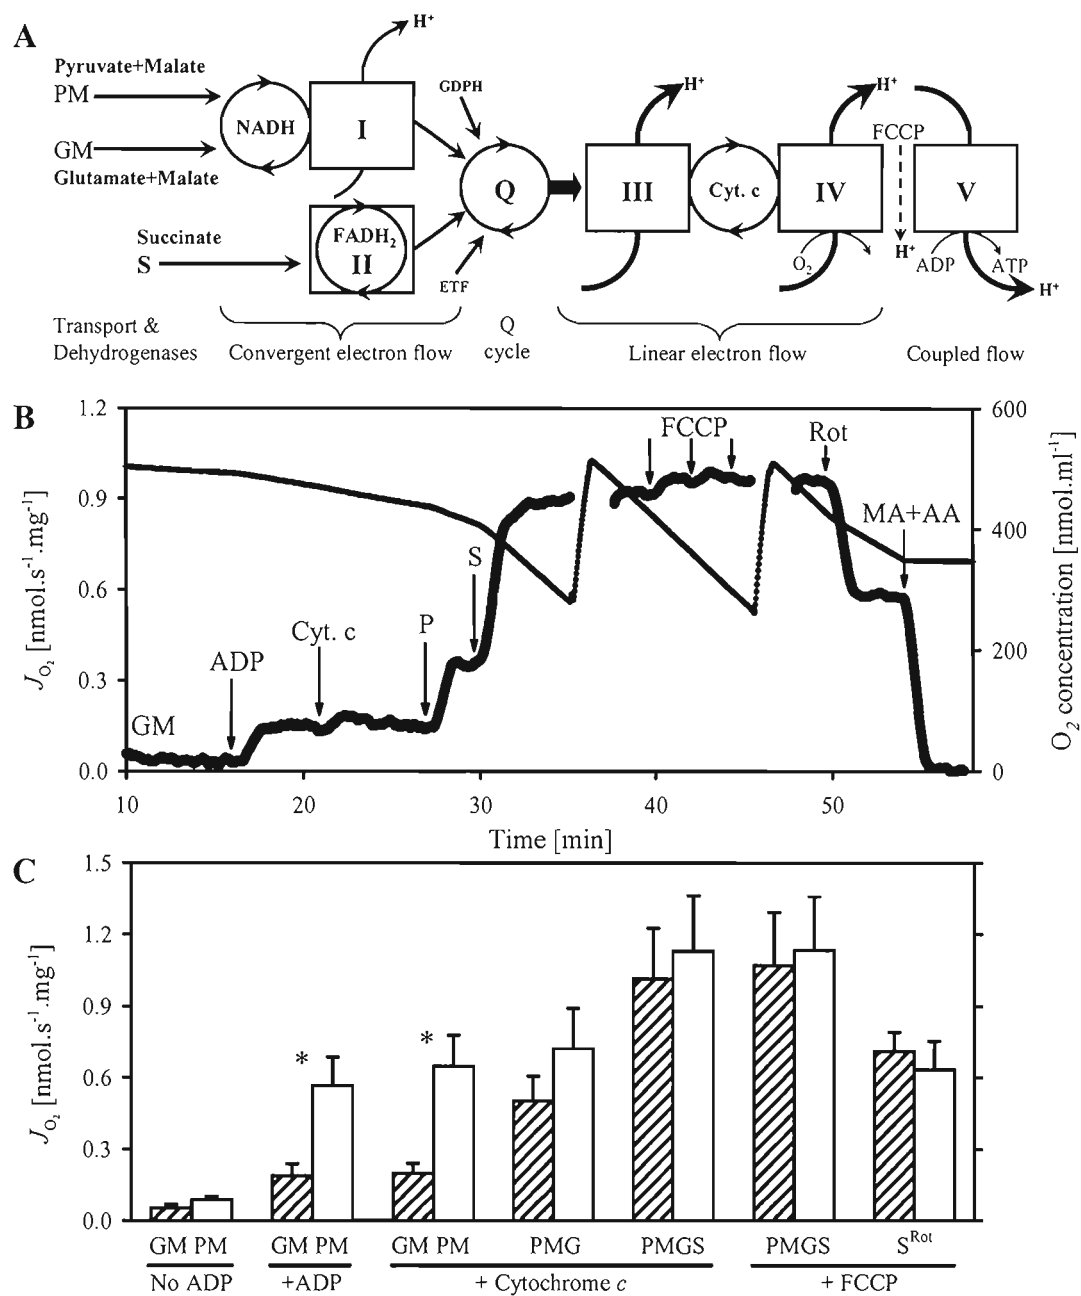 A
H⁺
Pyruvate+Malate
PM
GDPH
H⁺
H⁺
NADH
I
FCCP
GM
Glutamate+Malate
Q
III
Cyt. c
IV
V
Succinate
S
FADH₂
II
ETF
O₂
H⁺
ADP
ATP
H⁺
Transport &
Dehydrogenases
Convergent electron flow
Q
cycle
Linear electron flow
Coupled flow
B
1.2
0.9
0.6
0.3
0.0
J O₂ [nmol.s⁻¹.mg⁻¹]
600
400
200
0
O₂ concentration [nmol.ml⁻¹]
GM
ADP
Cyt. c
P
S
FCCP
Rot
MA+AA
10 20 30 40 50
Time [min]
C
1.5
1.2
0.9
0.6
0.3
0.0
J O₂ [nmol.s⁻¹.mg⁻¹]
* *
GM PM GM PM GM PM PMG PMGS PMGS S^Rot
No ADP +ADP + Cytochrome c + FCCP